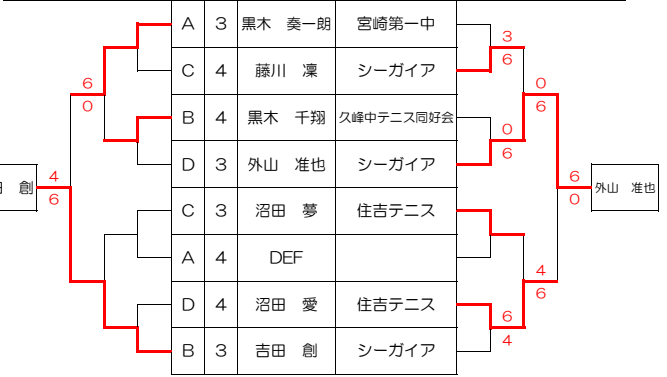 A 3 黒木 奏一朗 宮崎第一中
3
C 4 藤川 凜 シーガイア
6
6 0
0 6
B 4 黒木 千翔 久峰中テニス同好会
0
D 3 外山 准也 シーガイア
6
創 4 6 外山 准也
6 0
C 3 沼田 夢 住吉テニス
A 4 DEF
4
6
D 4 沼田 愛 住吉テニス
6
B 3 吉田 創 シーガイア
4